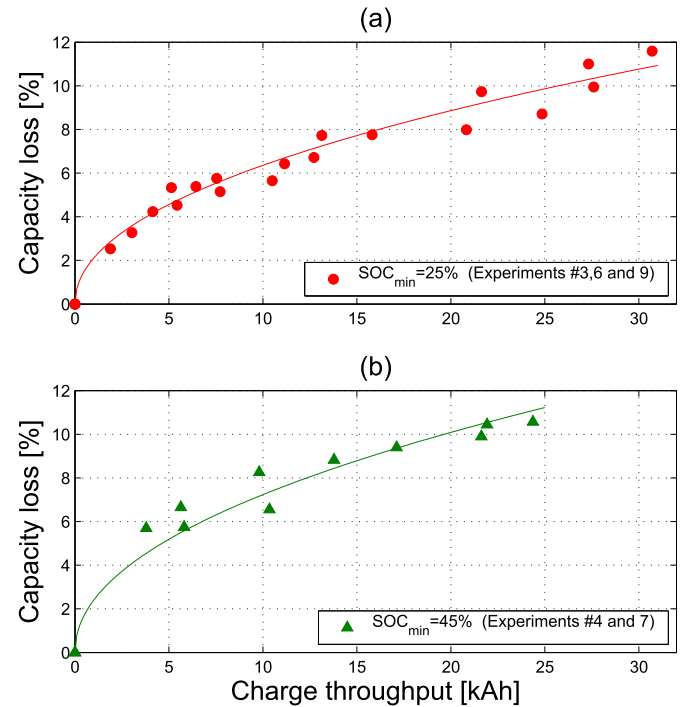 (a)
Capacity loss [%]
12
10
8
6
4
2
0
SOCmin=25% (Experiments #3,6 and 9)
0 5 10 15 20 25 30
(b)
Capacity loss [%]
12
10
8
6
4
2
0
SOCmin=45% (Experiments #4 and 7)
0 5 10 15 20 25 30
Charge throughput [kAh]